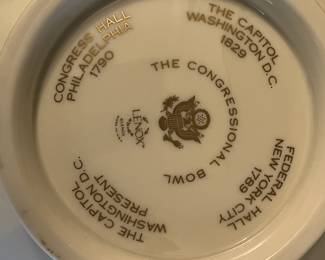 CONGRESS HALL
PHILADELPHIA
1790
THE CAPITOL
WASHINGTON D.C.
1829
FEDERAL HALL
NEW YORK CITY
1789
THE CAPITOL
WASHINGTON D.C.
PRESENT
THE CONGRESSIONAL BOWL
LENOX